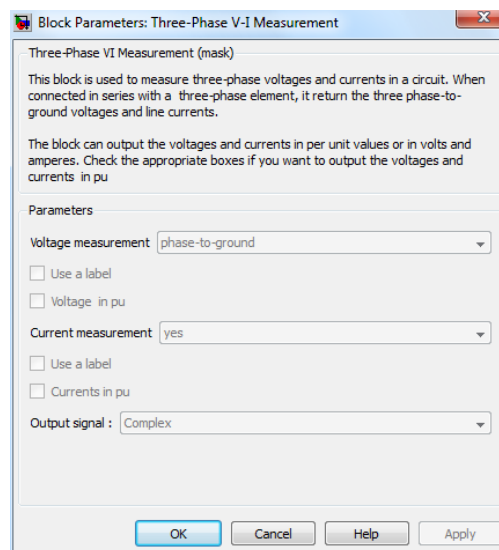 Block Parameters: Three-Phase V-I Measurement
Three-Phase VI Measurement (mask)
This block is used to measure three-phase voltages and currents in a circuit. When
connected in series with a three-phase element, it return the three phase-to-
ground voltages and line currents.
The block can output the voltages and currents in per unit values or in volts and
amperes. Check the appropriate boxes if you want to output the voltages and
currents in pu
Parameters
Voltage measurement phase-to-ground
Use a label
Voltage in pu
Current measurement yes
Use a label
Currents in pu
Output signal : Complex
OK Cancel Help Apply